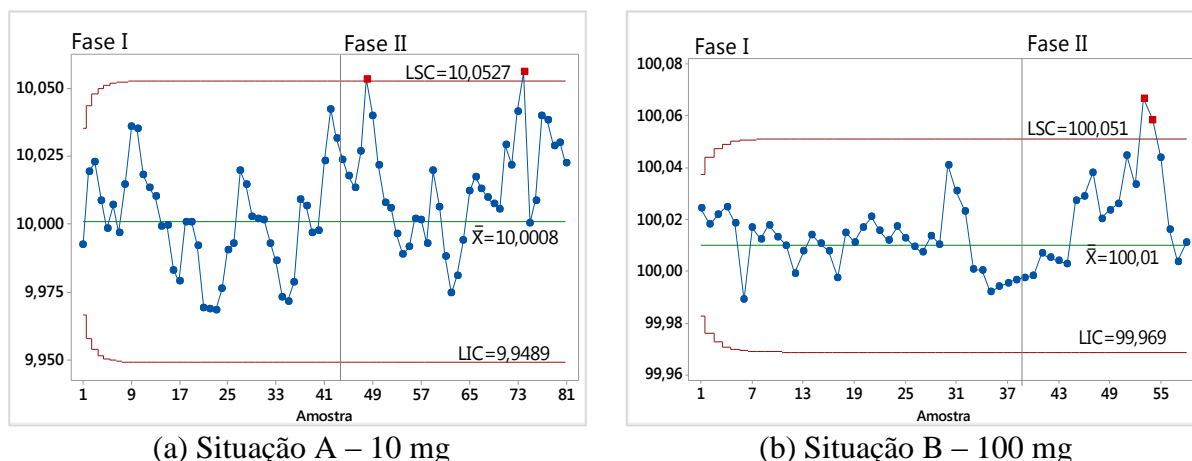 Fase I
Fase II
LSC=10,0527
X̿=10,0008
LIC=9,9489
10,050
10,025
10,000
9,975
9,950
1 9 17 25 33 41 49 57 65 73 81
Amostra
(a) Situação A – 10 mg
Fase I
Fase II
LSC=100,051
X̿=100,01
LIC=99,969
100,08
100,06
100,04
100,02
100,00
99,98
99,96
1 7 13 19 25 31 37 43 49 55
Amostra
(b) Situação B – 100 mg